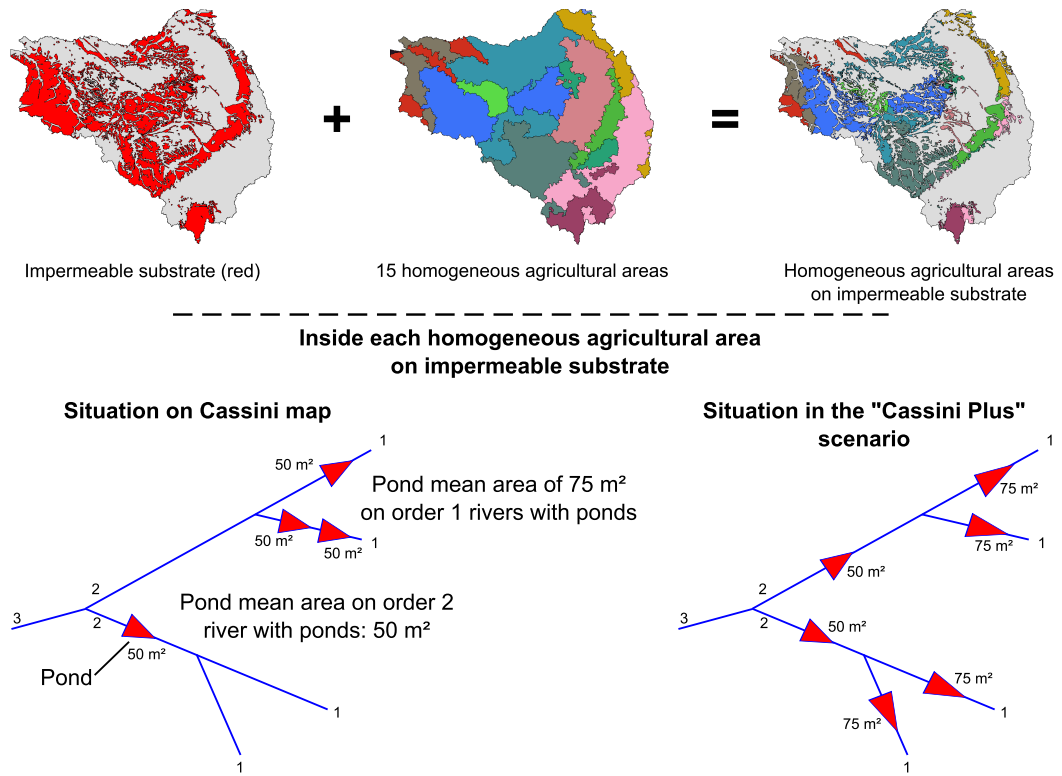 +
=
Impermeable substrate (red)
15 homogeneous agricultural areas
Homogeneous agricultural areas
on impermeable substrate
Inside each homogeneous agricultural area
on impermeable substrate
Situation on Cassini map
Situation in the "Cassini Plus"
scenario
1
50 m²
Pond mean area of 75 m²
on order 1 rivers with ponds
50 m²
50 m²
1
2
3
2
Pond mean area on order 2
river with ponds: 50 m²
50 m²
Pond
1
1
1
75 m²
75 m²
1
50 m²
2
3
2
50 m²
75 m²
1
75 m²
1